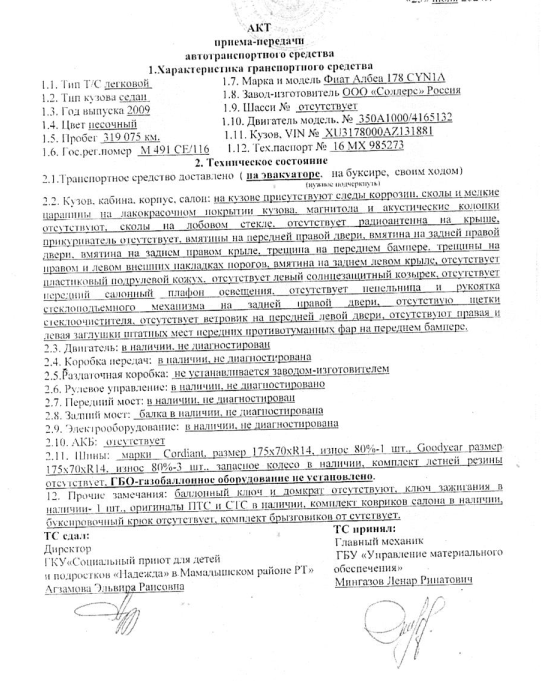 АКТ
приема-передачи
автотранспортного средства
1.Характеристика транспортного средства
1.1. Тип Т/С легковой
1.2. Тип кузова седан
1.3. Год выпуска 2009
1.4. Цвет песочный
1.5. Пробег 319 075 км.
1.6. Гос.рег.номер М 491 СЕ/116
1.7. Марка и модель Фиат Албеа 178 CYN1A
1.8. Завод-изготовитель ООО «Соллерс» Россия
1.9. Шасси № отсутствует
1.10. Двигатель модель, № 350А1000/4165132
1.11. Кузов, VIN № XU3178000AZ131881
1.12. Тех.паспорт № 16 МХ 985273
2. Техническое состояние
2.1.Транспортное средство доставлено ( на эвакуаторе, на буксире, своим ходом)
(нужное подчеркнуть)
2.2. Кузов, кабина, корпус, салон: на кузове присутствуют следы коррозии, сколы и мелкие
царапины на лакокрасочном покрытии кузова, магнитола и акустические колонки
отсутствуют, сколы на лобовом стекле, отсутствует радиоантенна на крыше,
прикуриватель отсутствует, вмятины на передней правой двери, вмятина на задней правой
двери, вмятина на заднем правом крыле, трещина на переднем бампере, трещины на
правом и левом внешних накладках порогов, вмятина на заднем левом крыле, отсутствует
пластиковый подрулевой кожух, отсутствует левый солнцезащитный козырек, отсутствует
передний салонный плафон освещения, отсутствует пепельница и рукоятка
стеклоподъемного механизма на задней правой двери, отсутствую щетки
стеклоочистителя, отсутствует ветровик на передней левой двери, отсутствуют правая и
левая заглушки штатных мест передних противотуманных фар на переднем бампере.
2.3. Двигатель: в наличии, не диагностирован
2.4. Коробка передач: в наличии, не диагностирована
2.5.Раздаточная коробка: не устанавливается заводом-изготовителем
2.6. Рулевое управление: в наличии, не диагностировано
2.7. Передний мост: в наличии, не диагностирован
2.8. Задний мост: балка в наличии, не диагностирована
2.9. Электрооборудование: в наличии, не диагностировано
2.10. АКБ: отсутствует
2.11. Шины: марки Cordiant, размер 175х70хR14, износ 80%-1 шт., Goodyear размер
175х70хR14, износ 80%-3 шт., запасное колесо в наличии, комплект летней резины
отсутствует, ГБО-газобаллонное оборудование не установлено.
12. Прочие замечания: баллонный ключ и домкрат отсутствуют, ключ зажигания в
наличии- 1 шт., оригиналы ПТС и СТС в наличии, комплект ковриков салона в наличии,
буксировочный крюк отсутствует, комплект брызговиков от сутствует.
ТС сдал:
Директор
ГКУ«Социальный приют для детей
и подростков «Надежда» в Мамадышском районе РТ»
Агзамова Эльвира Раисовна
ТС принял:
Главный механик
ГБУ «Управление материального
обеспечения»
Мингазов Ленар Ринатович